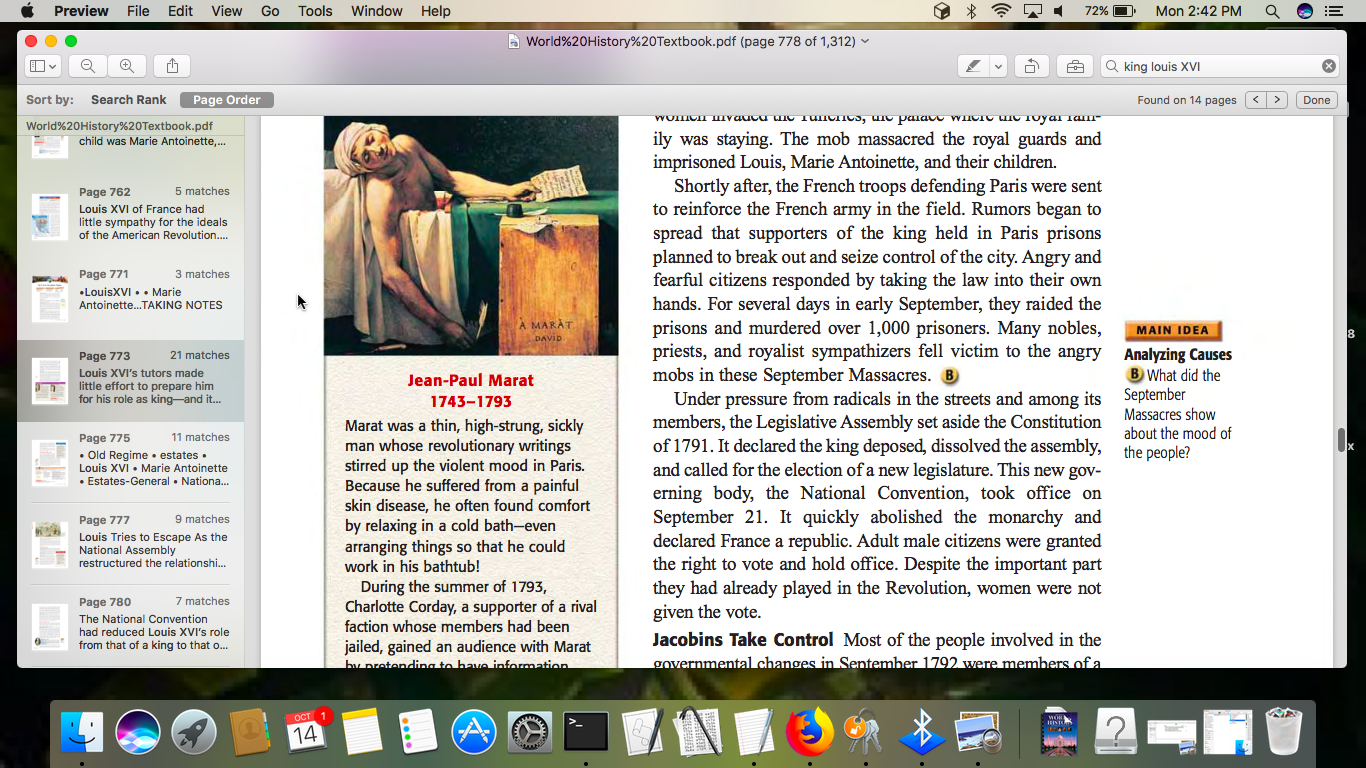 Preview File Edit View Go Tools Window Help
72% Mon 2:42 PM
World%20History%20Textbook.pdf (page 778 of 1,312)
king louis XVI
Sort by: Search Rank Page Order
Found on 14 pages < > Done
World%20History%20Textbook.pdf
child was Marie Antoinette,...
Page 762 5 matches
Louis XVI of France had
little sympathy for the ideals
of the American Revolution....
Page 771 3 matches
•LouisXVI • • Marie
Antoinette...TAKING NOTES
Page 773 21 matches
Louis XVI's tutors made
little effort to prepare him
for his role as king—and it...
Page 775 11 matches
• Old Regime • estates •
Louis XVI • Marie Antoinette
• Estates-General • Nationa...
Page 777 9 matches
Louis Tries to Escape As the
National Assembly
restructured the relationshi...
Page 780 7 matches
The National Convention
had reduced Louis XVI's role
from that of a king to that o...
À MARÀT
DAVID
Jean-Paul Marat
1743–1793
Marat was a thin, high-strung, sickly
man whose revolutionary writings
stirred up the violent mood in Paris.
Because he suffered from a painful
skin disease, he often found comfort
by relaxing in a cold bath—even
arranging things so that he could
work in his bathtub!
During the summer of 1793,
Charlotte Corday, a supporter of a rival
faction whose members had been
jailed, gained an audience with Marat
by pretending to have information
women invaded the Tuileries, the palace where the royal fam-
ily was staying. The mob massacred the royal guards and
imprisoned Louis, Marie Antoinette, and their children.
Shortly after, the French troops defending Paris were sent
to reinforce the French army in the field. Rumors began to
spread that supporters of the king held in Paris prisons
planned to break out and seize control of the city. Angry and
fearful citizens responded by taking the law into their own
hands. For several days in early September, they raided the
prisons and murdered over 1,000 prisoners. Many nobles,
priests, and royalist sympathizers fell victim to the angry
mobs in these September Massacres. B
Under pressure from radicals in the streets and among its
members, the Legislative Assembly set aside the Constitution
of 1791. It declared the king deposed, dissolved the assembly,
and called for the election of a new legislature. This new gov-
erning body, the National Convention, took office on
September 21. It quickly abolished the monarchy and
declared France a republic. Adult male citizens were granted
the right to vote and hold office. Despite the important part
they had already played in the Revolution, women were not
given the vote.
Jacobins Take Control Most of the people involved in the
governmental changes in September 1792 were members of a
MAIN IDEA
Analyzing Causes
B What did the
September
Massacres show
about the mood of
the people?
8
x
OCT 1
14